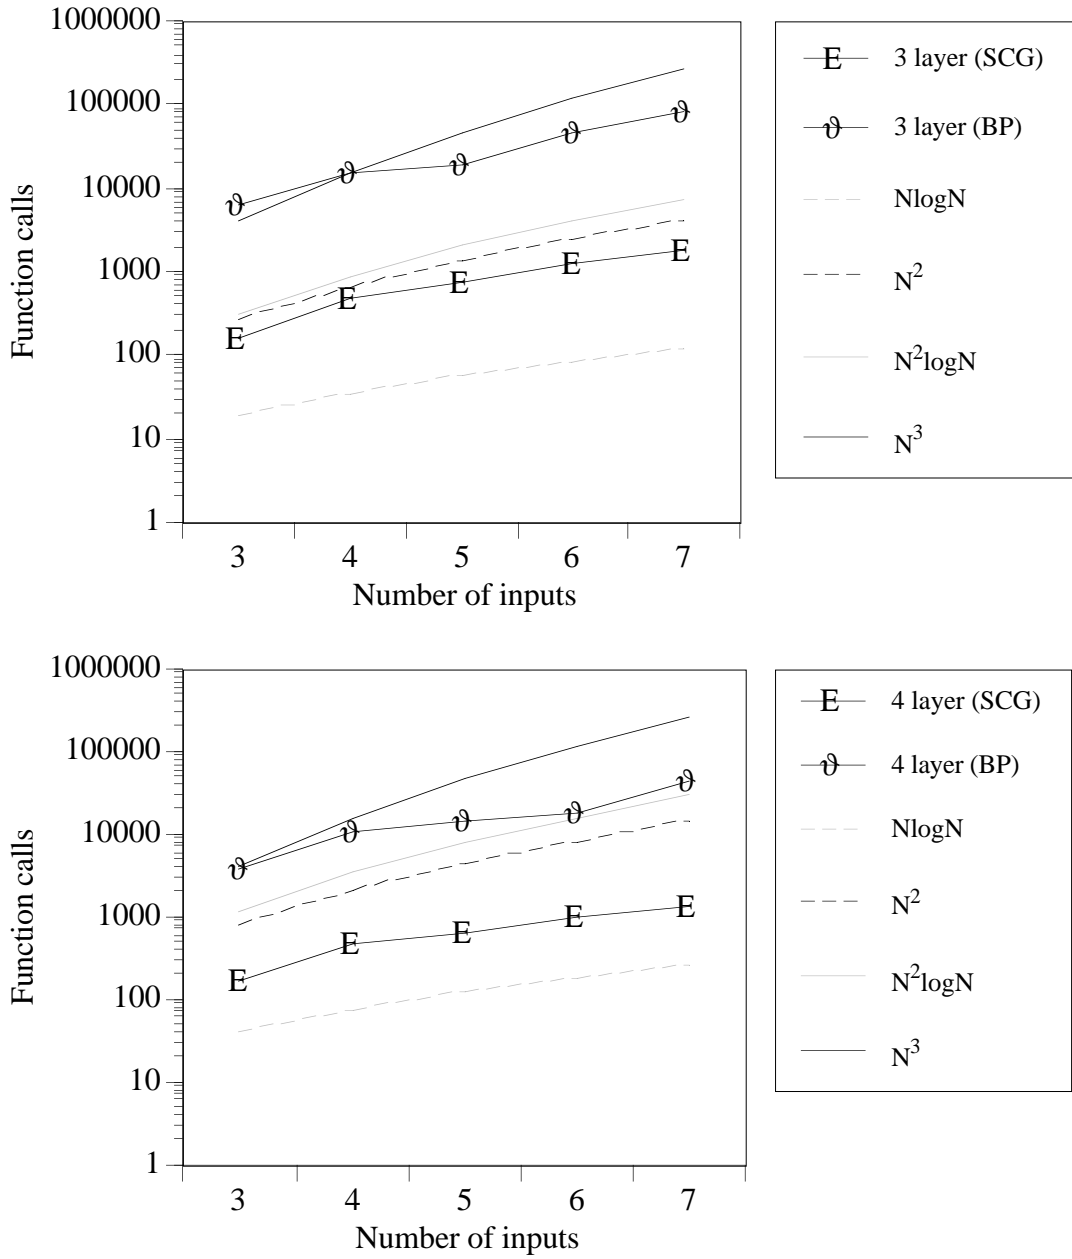 1000000
100000
10000
1000
100
10
1
Function calls
3 4 5 6 7
Number of inputs
E 3 layer (SCG)
ϑ 3 layer (BP)
NlogN
N²
N²logN
N³
ϑ ϑ ϑ ϑ ϑ
E E E E E
1000000
100000
10000
1000
100
10
1
Function calls
3 4 5 6 7
Number of inputs
E 4 layer (SCG)
ϑ 4 layer (BP)
NlogN
N²
N²logN
N³
ϑ ϑ ϑ ϑ ϑ
E E E E E